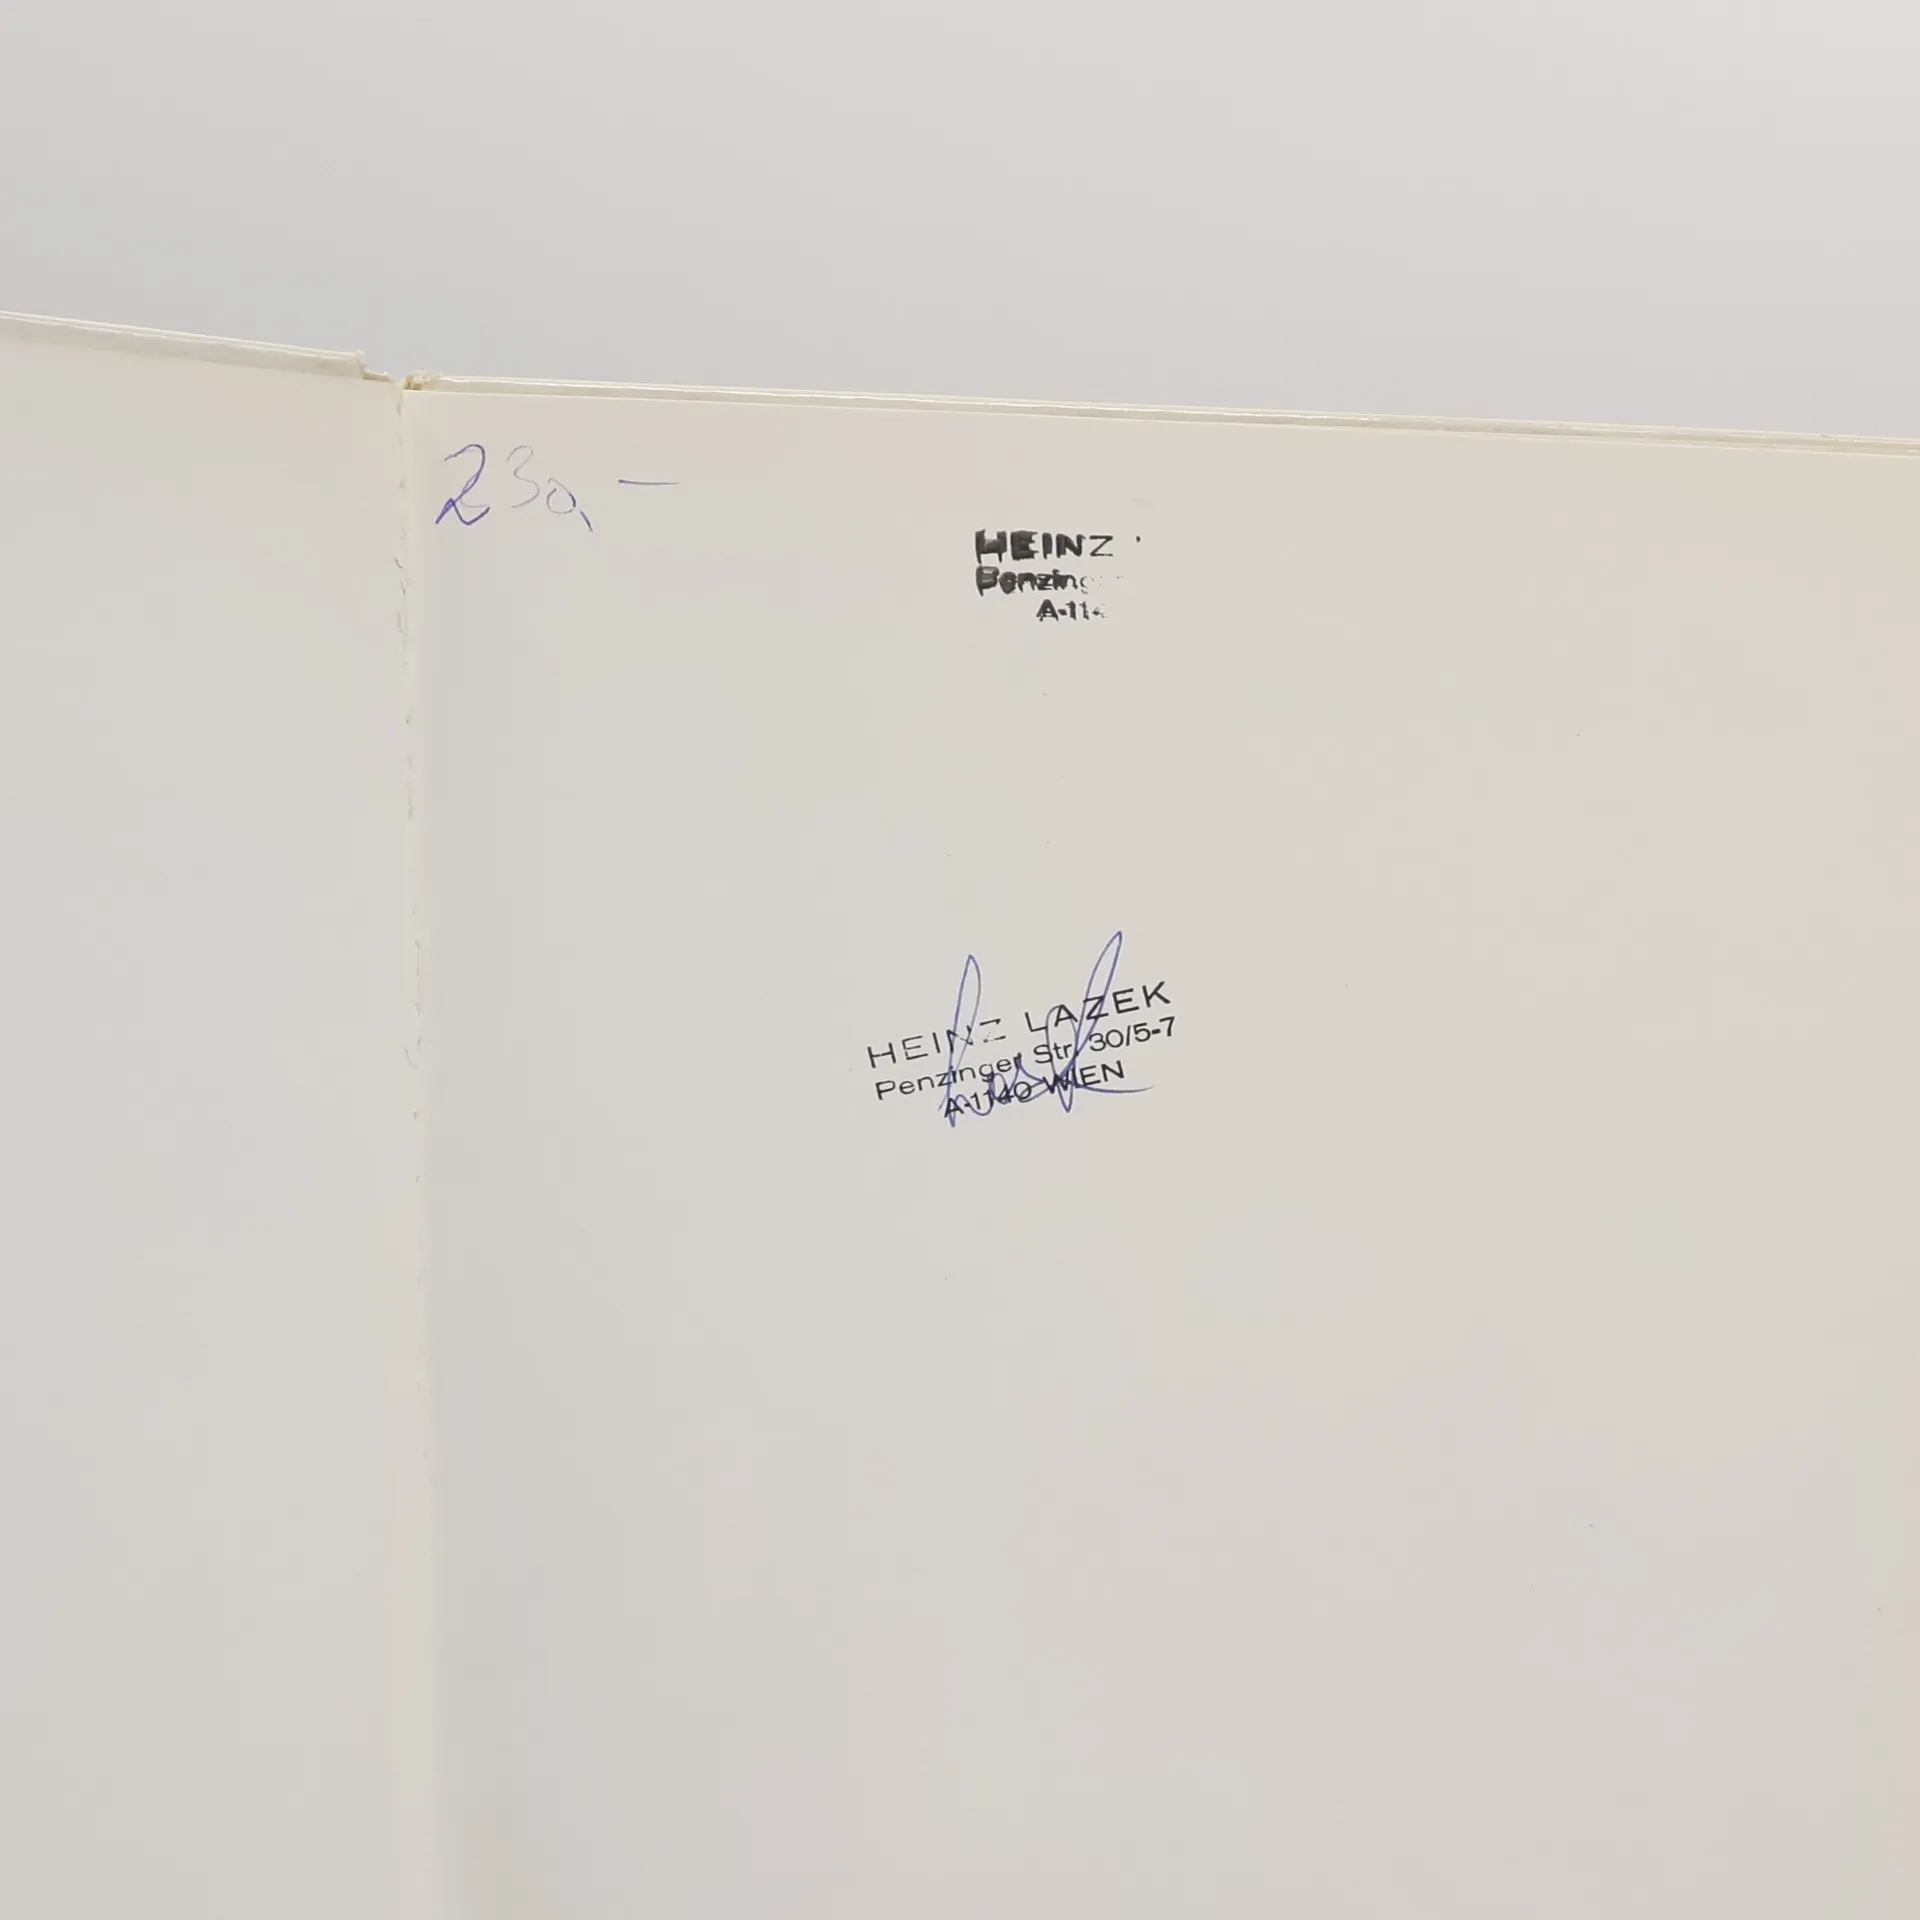 230,-
HEINZ
Penzing
A-114
HEINZ LAZEK
Penzinger Str. 30/5-7
A-1140 WIEN